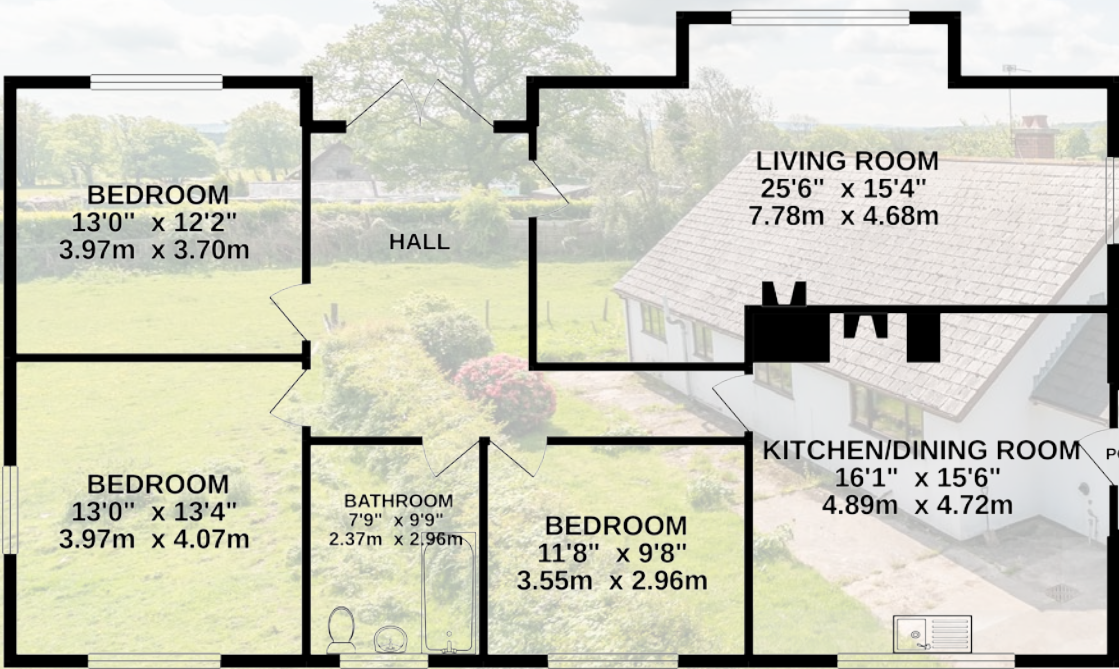 LIVING ROOM
25'6" x 15'4"
7.78m x 4.68m
BEDROOM
13'0" x 12'2"
3.97m x 3.70m
HALL
KITCHEN/DINING ROOM
16'1" x 15'6"
4.89m x 4.72m
BEDROOM
13'0" x 13'4"
3.97m x 4.07m
BATHROOM
7'9" x 9'9"
2.37m x 2.96m
BEDROOM
11'8" x 9'8"
3.55m x 2.96m